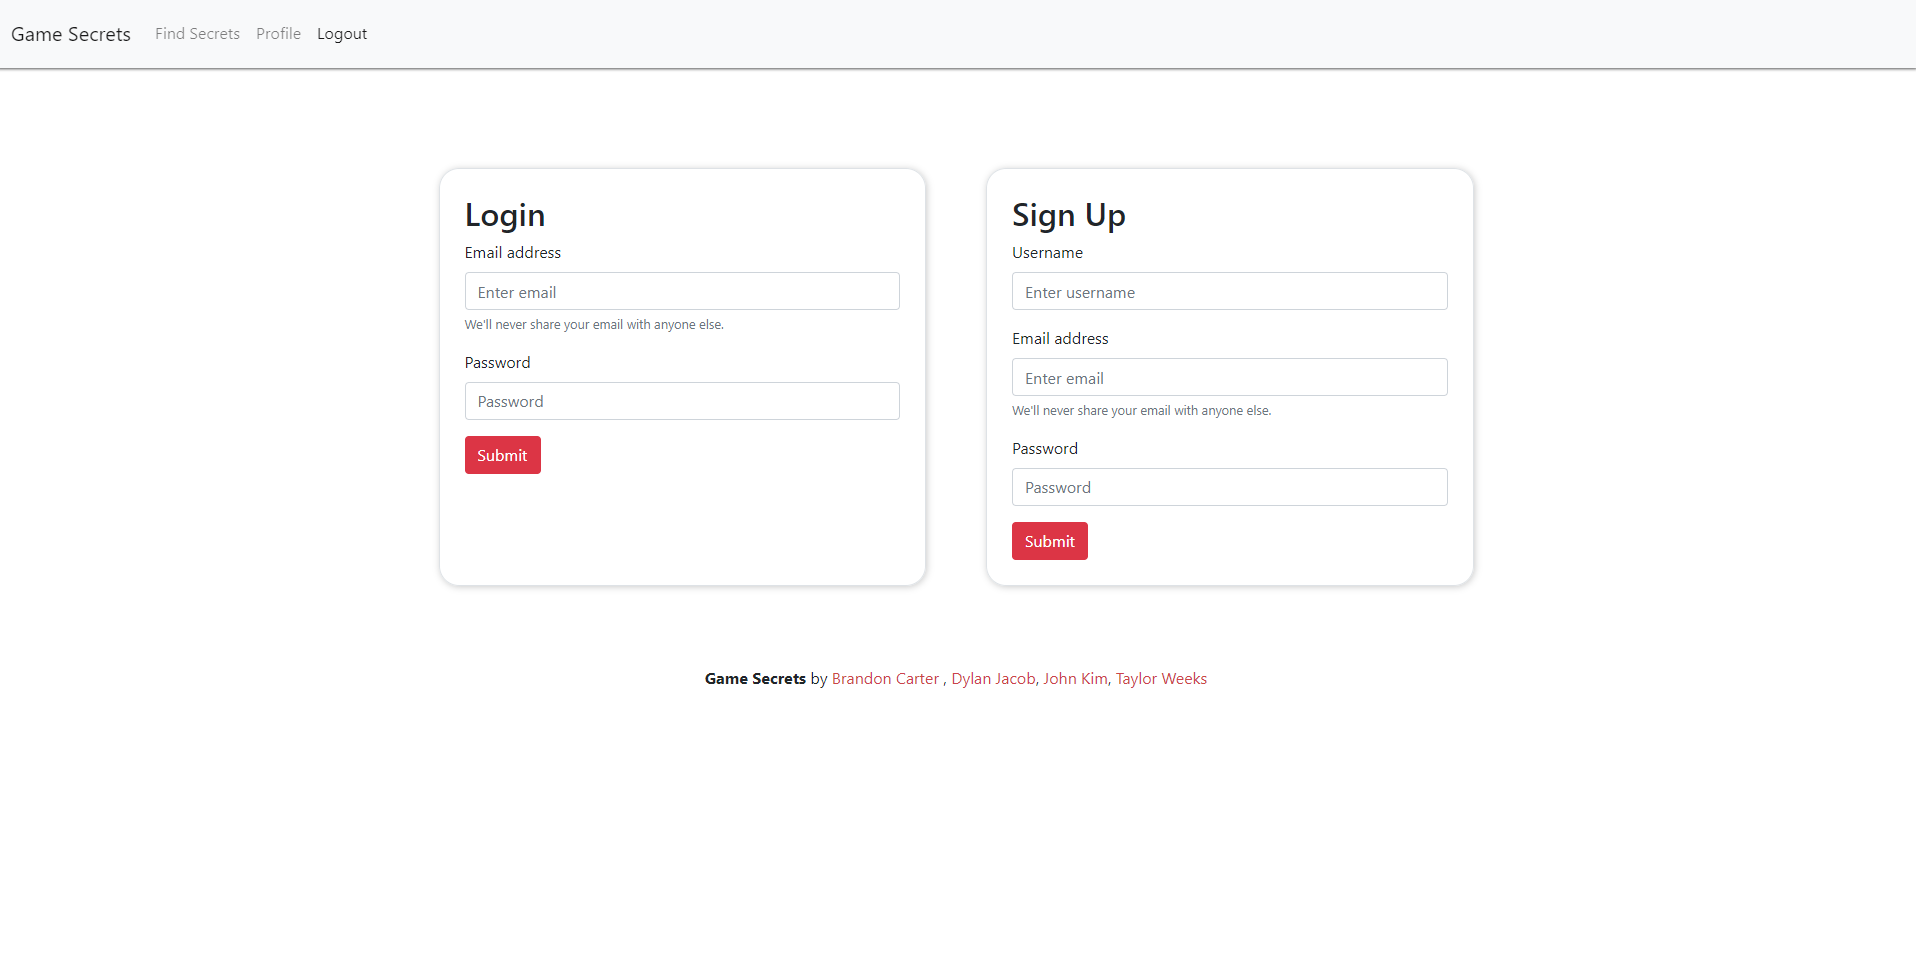 Game Secrets Find Secrets Profile Logout
Login
Email address
Enter email
We'll never share your email with anyone else.
Password
Password
Submit
Sign Up
Username
Enter username
Email address
Enter email
We'll never share your email with anyone else.
Password
Password
Submit
Game Secrets by Brandon Carter , Dylan Jacob, John Kim, Taylor Weeks